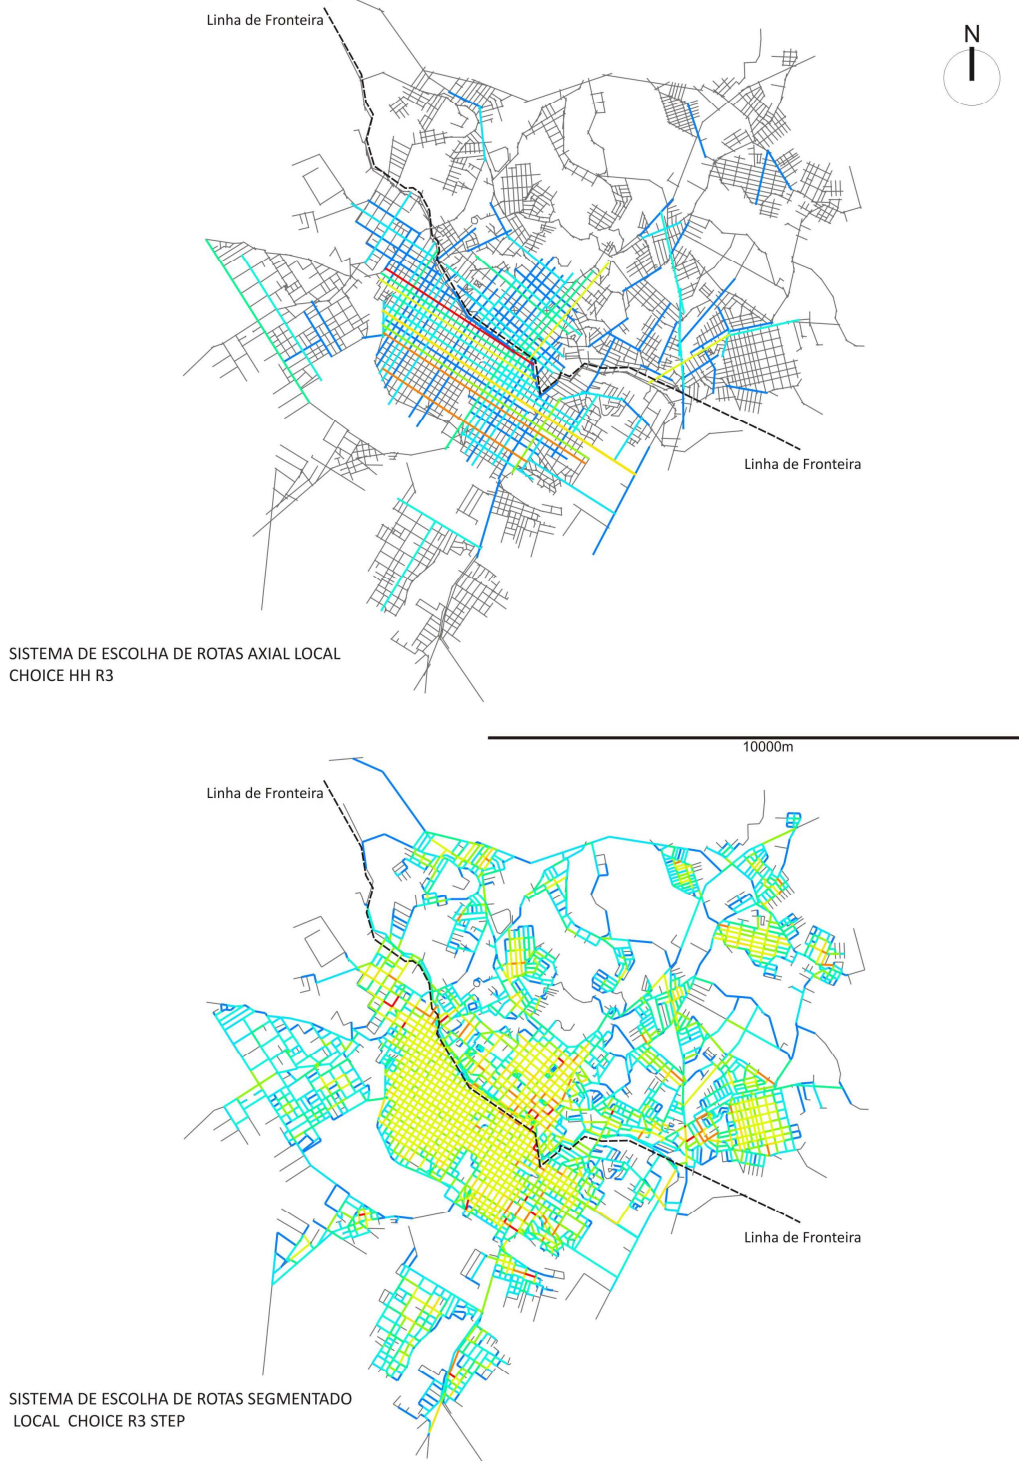 Linha de Fronteira
N
Linha de Fronteira
SISTEMA DE ESCOLHA DE ROTAS AXIAL LOCAL
CHOICE HH R3
10000m
Linha de Fronteira
Linha de Fronteira
SISTEMA DE ESCOLHA DE ROTAS SEGMENTADO
LOCAL CHOICE R3 STEP